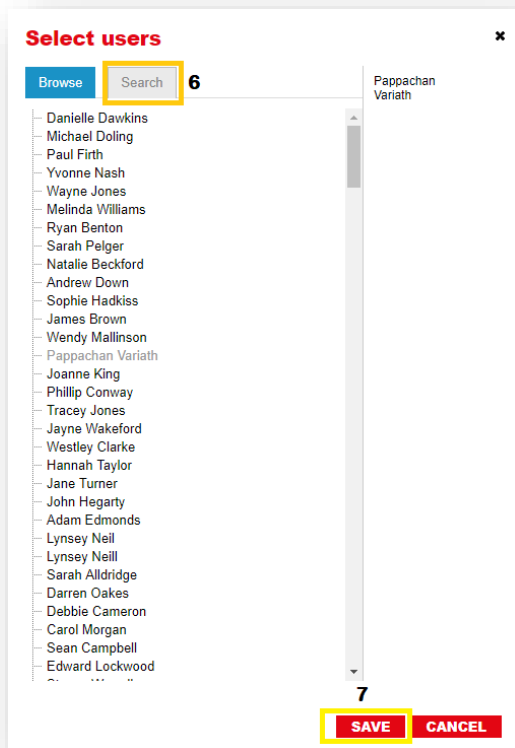 Select users
Browse
Search
6
Pappachan
Variath
Danielle Dawkins
Michael Doling
Paul Firth
Yvonne Nash
Wayne Jones
Melinda Williams
Ryan Benton
Sarah Pelger
Natalie Beckford
Andrew Down
Sophie Hadkiss
James Brown
Wendy Mallinson
Pappachan Variath
Joanne King
Phillip Conway
Tracey Jones
Jayne Wakeford
Westley Clarke
Hannah Taylor
Jane Turner
John Hegarty
Adam Edmonds
Lynsey Neil
Lynsey Neill
Sarah Alldridge
Darren Oakes
Debbie Cameron
Carol Morgan
Sean Campbell
Edward Lockwood
7
SAVE
CANCEL